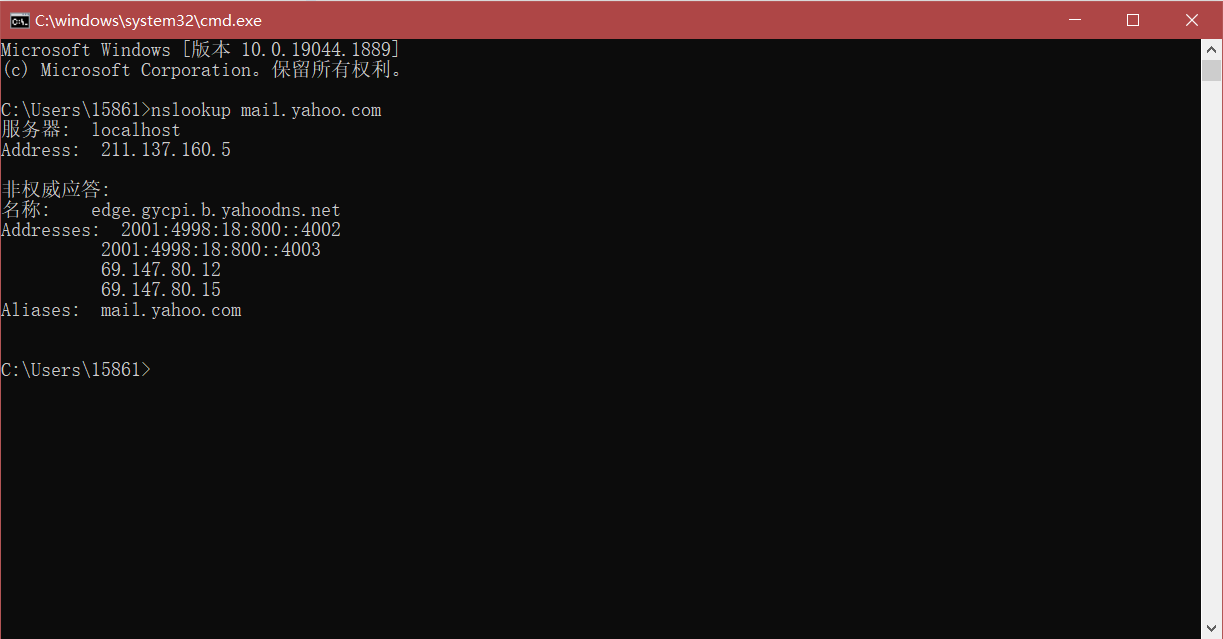 C:\windows\system32\cmd.exe
Microsoft Windows [版本 10.0.19044.1889]
(c) Microsoft Corporation。保留所有权利。
C:\Users\15861>nslookup mail.yahoo.com
服务器:  localhost
Address:  211.137.160.5
非权威应答:
名称:    edge.gycpi.b.yahoodns.net
Addresses:  2001:4998:18:800::4002
          2001:4998:18:800::4003
          69.147.80.12
          69.147.80.15
Aliases:  mail.yahoo.com
C:\Users\15861>